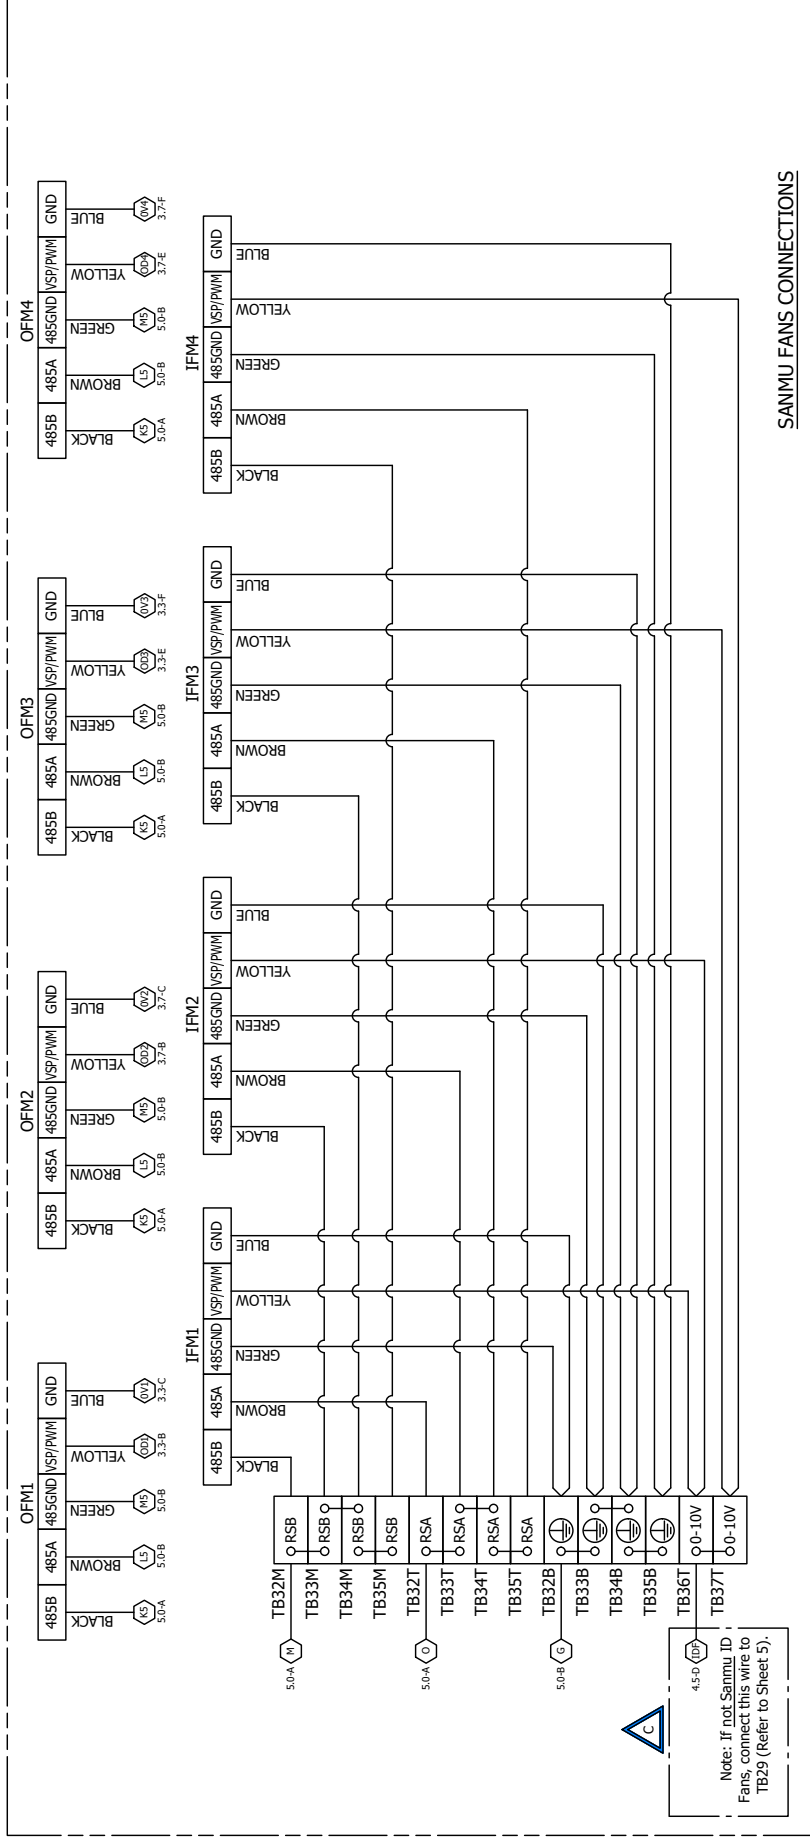 OFM1
485B
485A
485GND
VSP/PWM
GND
BLACK
BROWN
GREEN
YELLOW
BLUE
K5
L5
M5
OD1
0V1
5.0-A
5.0-B
5.0-B
3.3-B
3.3-C
OFM2
485B
485A
485GND
VSP/PWM
GND
BLACK
BROWN
GREEN
YELLOW
BLUE
K5
L5
M5
OD2
0V2
5.0-A
5.0-B
5.0-B
3.7-B
3.7-C
OFM3
485B
485A
485GND
VSP/PWM
GND
BLACK
BROWN
GREEN
YELLOW
BLUE
K5
L5
M5
OD3
0V3
5.0-A
5.0-B
5.0-B
3.3-E
3.3-F
OFM4
485B
485A
485GND
VSP/PWM
GND
BLACK
BROWN
GREEN
YELLOW
BLUE
K5
L5
M5
OD4
0V4
5.0-A
5.0-B
5.0-B
3.7-E
3.7-F
IFM1
485B
485A
485GND
VSP/PWM
GND
BLACK
BROWN
GREEN
YELLOW
BLUE
IFM2
485B
485A
485GND
VSP/PWM
GND
BLACK
BROWN
GREEN
YELLOW
BLUE
IFM3
485B
485A
485GND
VSP/PWM
GND
BLACK
BROWN
GREEN
YELLOW
BLUE
IFM4
485B
485A
485GND
VSP/PWM
GND
BLACK
BROWN
GREEN
YELLOW
BLUE
5.0-A
M
TB32M
RSB
TB33M
RSB
TB34M
RSB
TB35M
RSB
5.0-A
O
TB32T
RSA
TB33T
RSA
TB34T
RSA
TB35T
RSA
5.0-B
G
TB32B
TB33B
TB34B
TB35B
4.5-D
IDF
TB36T
0-10V
TB37T
0-10V
C
Note: If not Sanmu ID
Fans, connect this wire to
TB29 (Refer to Sheet 5).
SANMU FANS CONNECTIONS